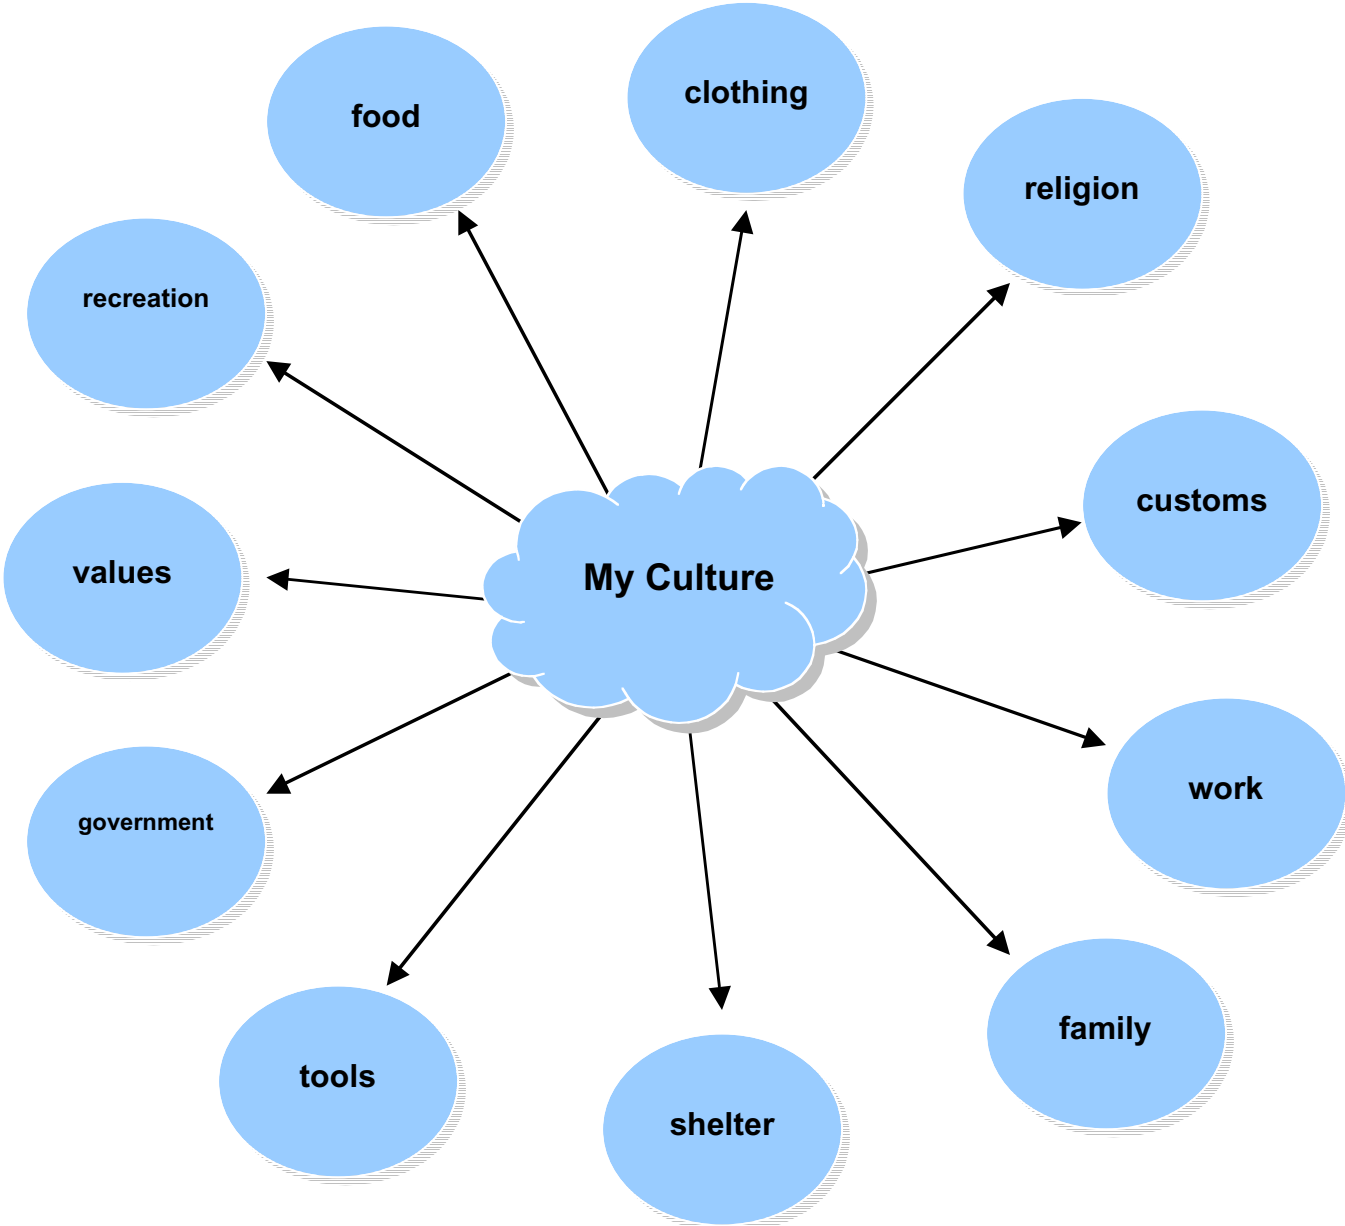 clothing
food
religion
recreation
customs
values
My Culture
work
government
family
tools
shelter